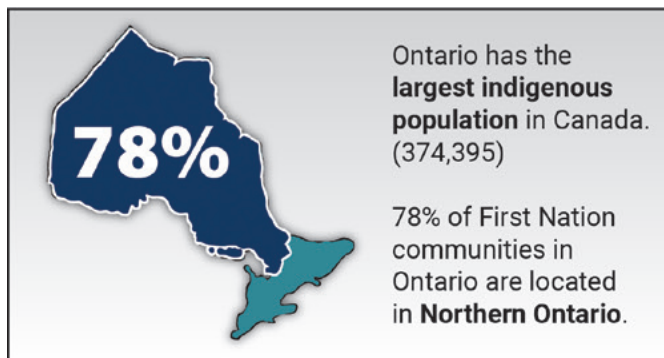 78%
Ontario has the
largest indigenous
population in Canada.
(374,395)
78% of First Nation
communities in
Ontario are located
in Northern Ontario.